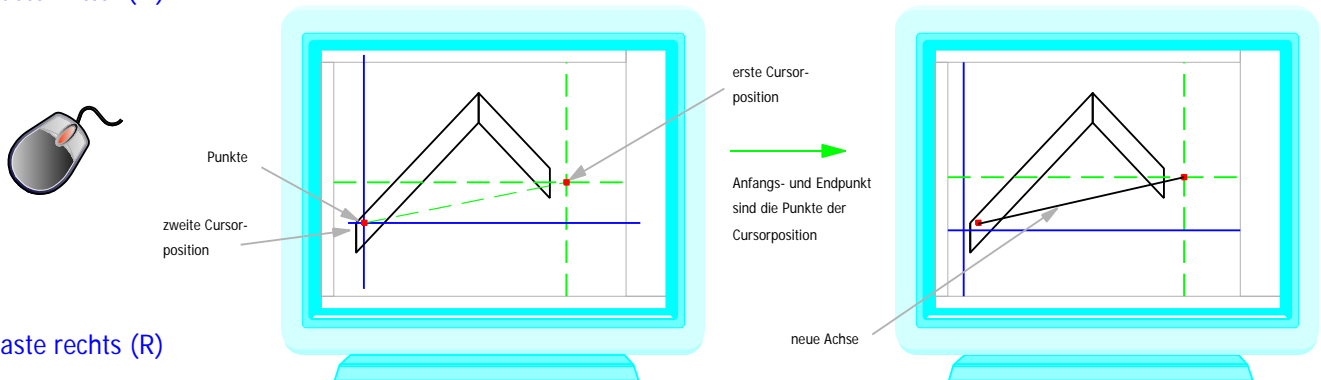 erste Cursor-
position
Punkte
zweite Cursor-
position
Anfangs- und Endpunkt
sind die Punkte der
Cursorposition
neue Achse
aste rechts (R)